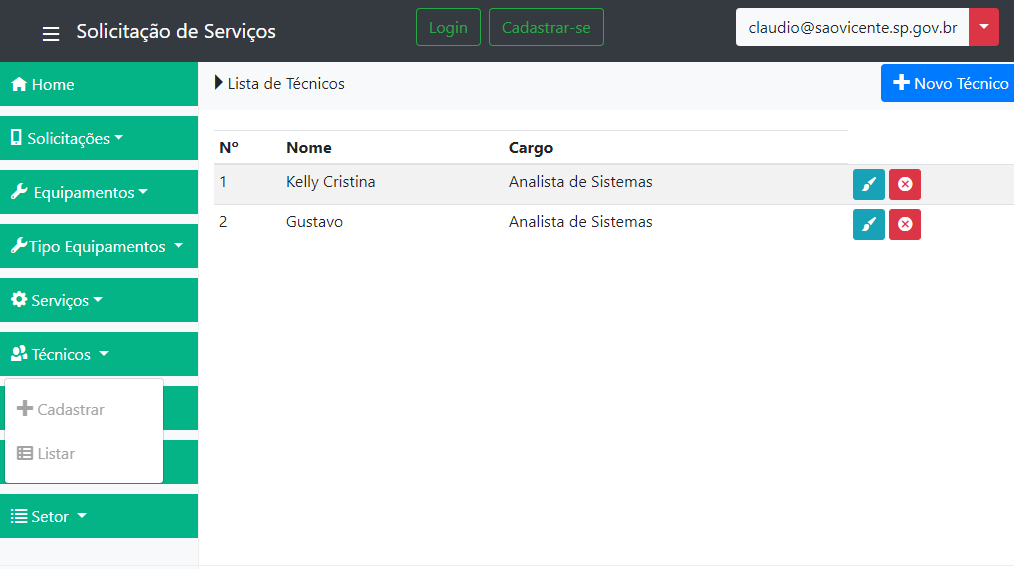 Solicitação de Serviços
Login
Cadastrar-se
claudio@saovicente.sp.gov.br
Home
Solicitações
Equipamentos
Tipo Equipamentos
Serviços
Técnicos
Cadastrar
Listar
Setor
Lista de Técnicos
Novo Técnico
Nº Nome Cargo
1 Kelly Cristina Analista de Sistemas
2 Gustavo Analista de Sistemas